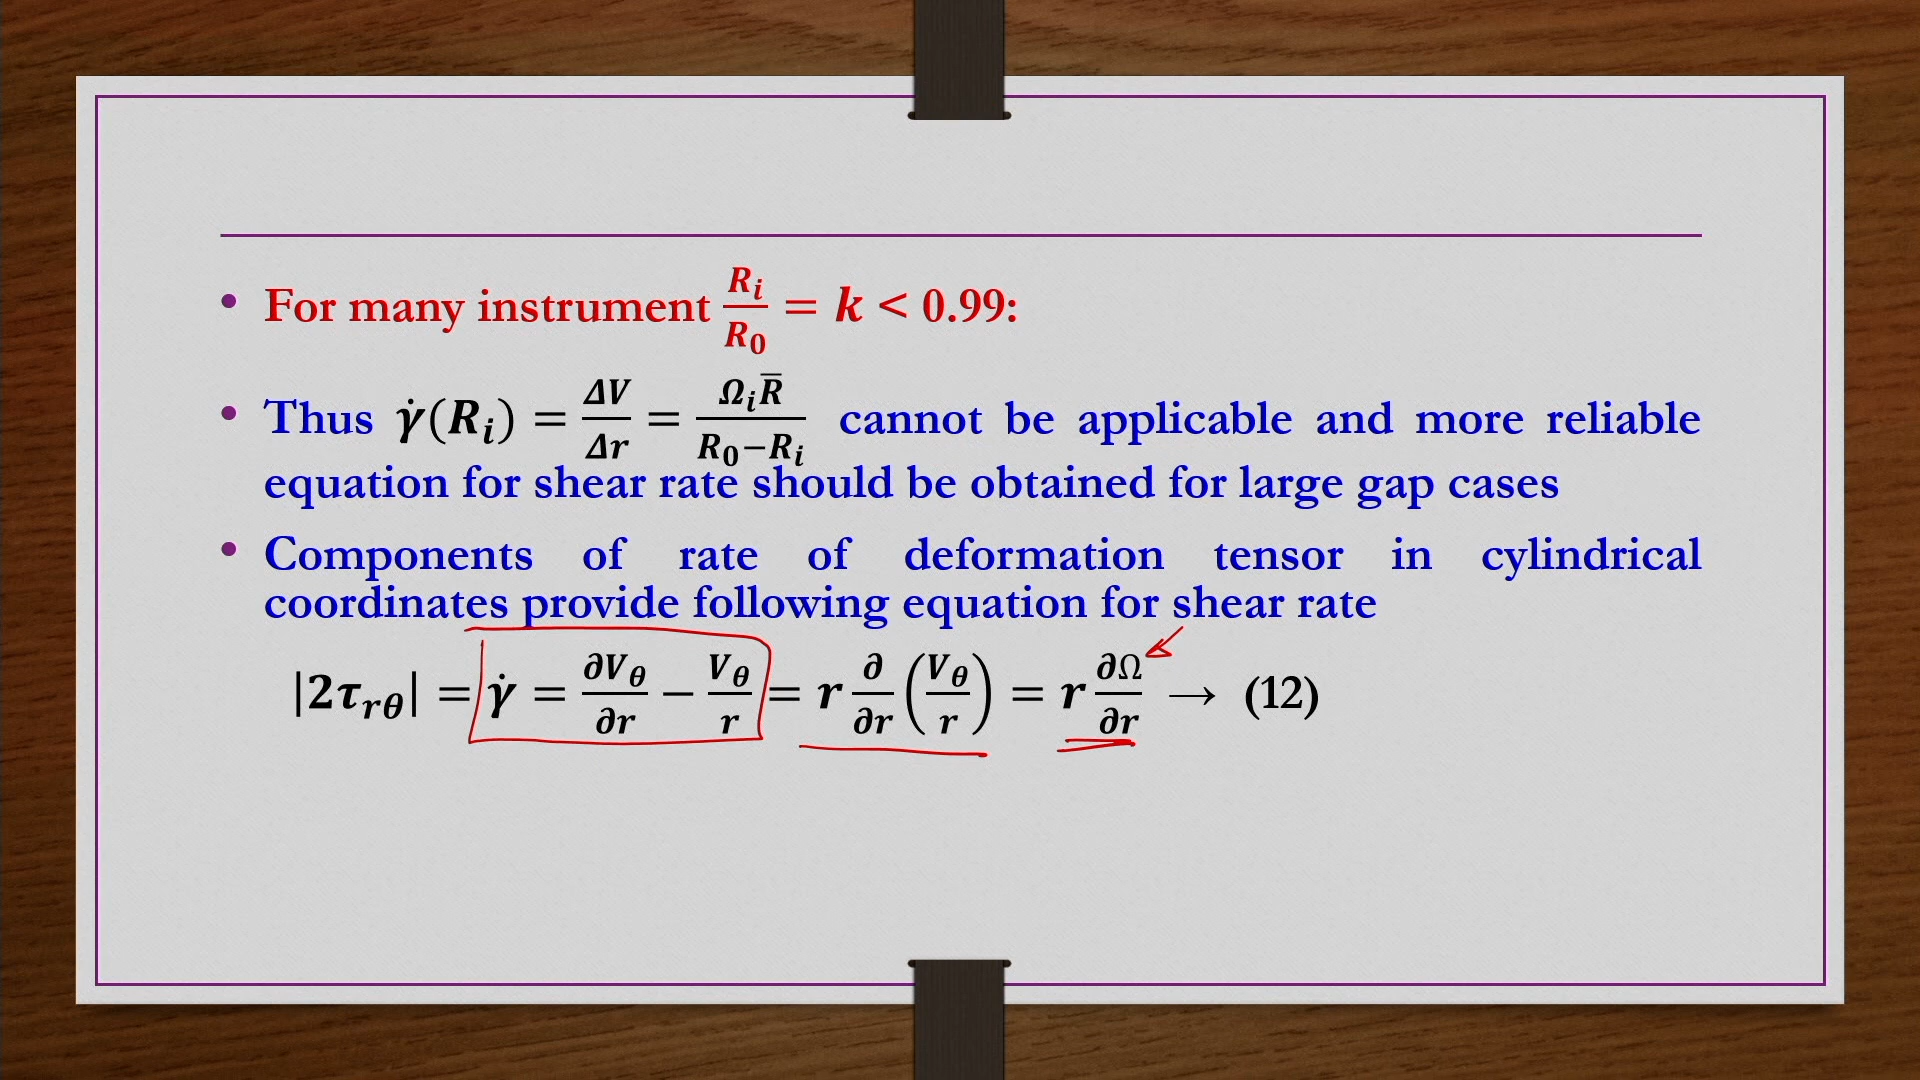 • For many instrument R_i/R_0 = k < 0.99:
• Thus γ̇(R_i) = ΔV/Δr = Ω_i R̅/(R_0−R_i) cannot be applicable and more reliable
equation for shear rate should be obtained for large gap cases
• Components of rate of deformation tensor in cylindrical
coordinates provide following equation for shear rate
|2τ_rθ| = γ̇ = ∂V_θ/∂r − V_θ/r = r ∂/∂r (V_θ/r) = r ∂Ω/∂r → (12)